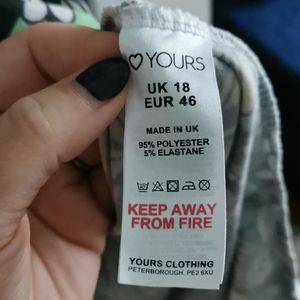 ♡ YOURS
UK 18
EUR 46
MADE IN UK
95% POLYESTER
5% ELASTANE
KEEP AWAY
FROM FIRE
YOURS CLOTHING
PETERBOROUGH, PE2 6XU